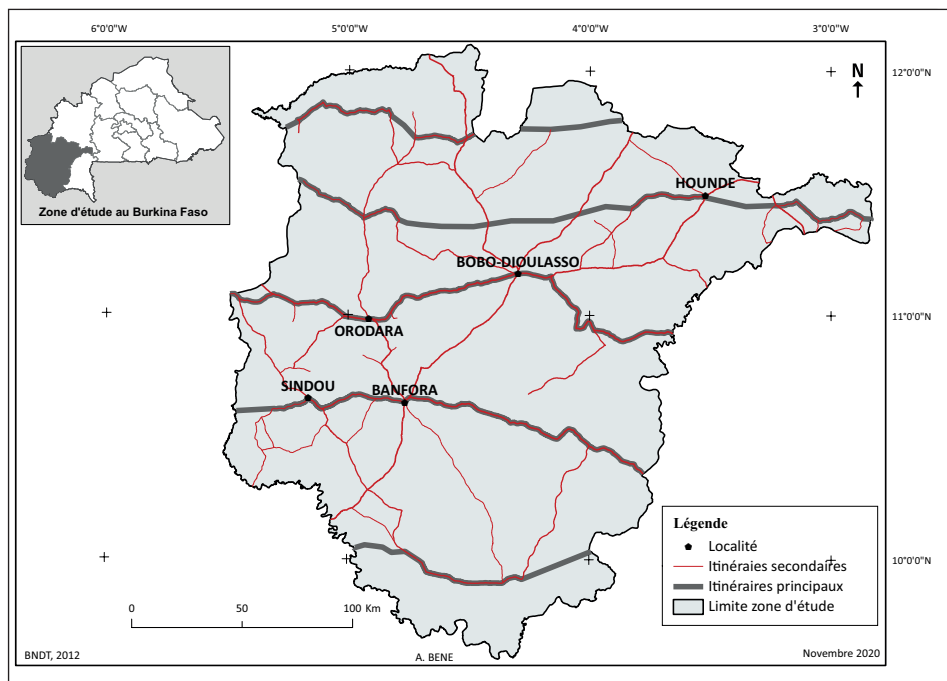 6°0'0"W 5°0'0"W 4°0'0"W 3°0'0"W
12°0'0"N
N
Zone d'étude au Burkina Faso
HOUNDE
11°0'0"N
BOBO-DIOULASSO
ORODARA
SINDOU
BANFORA
10°0'0"N
Légende
Localité
Itinéraies secondaires
Itinéraires principaux
Limite zone d'étude
0 50 100 Km
BNDT, 2012 A. BENE Novembre 2020